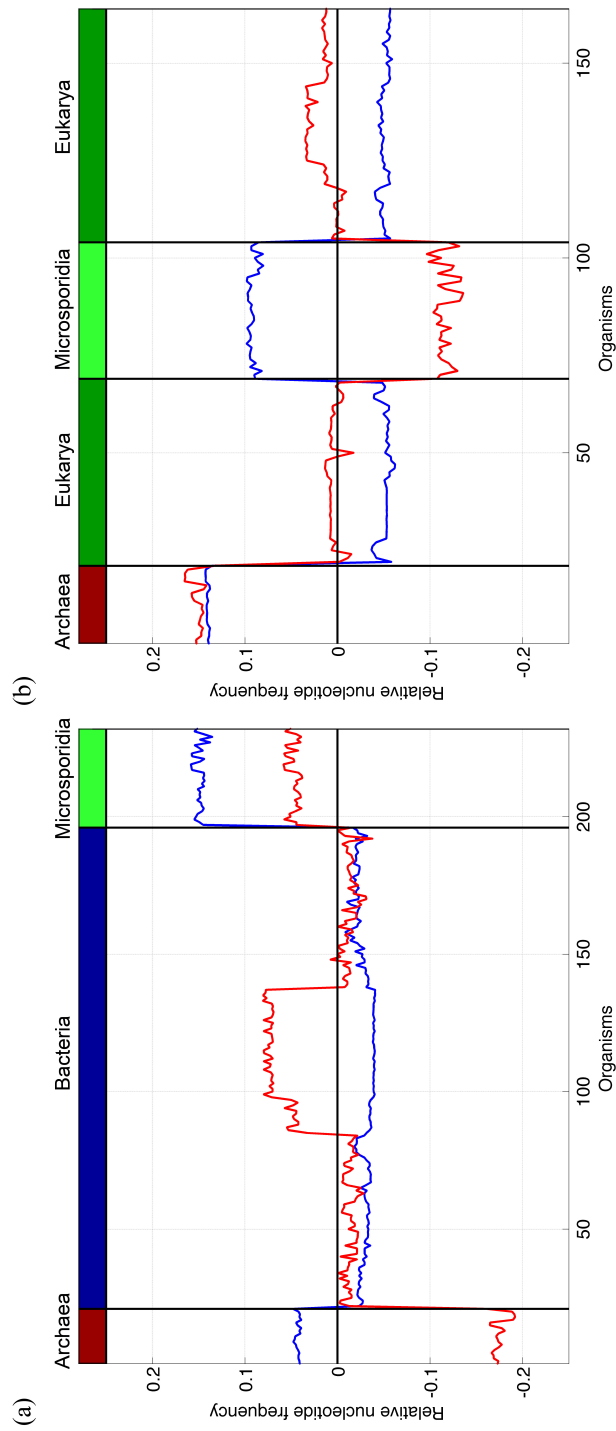 (a)
Archaea
Bacteria
Microsporidia
Relative nucleotide frequency
0.2
0.1
0
-0.1
-0.2
50
100
150
200
Organisms
(b)
Archaea
Eukarya
Microsporidia
Eukarya
Relative nucleotide frequency
0.2
0.1
0
-0.1
-0.2
50
100
150
Organisms